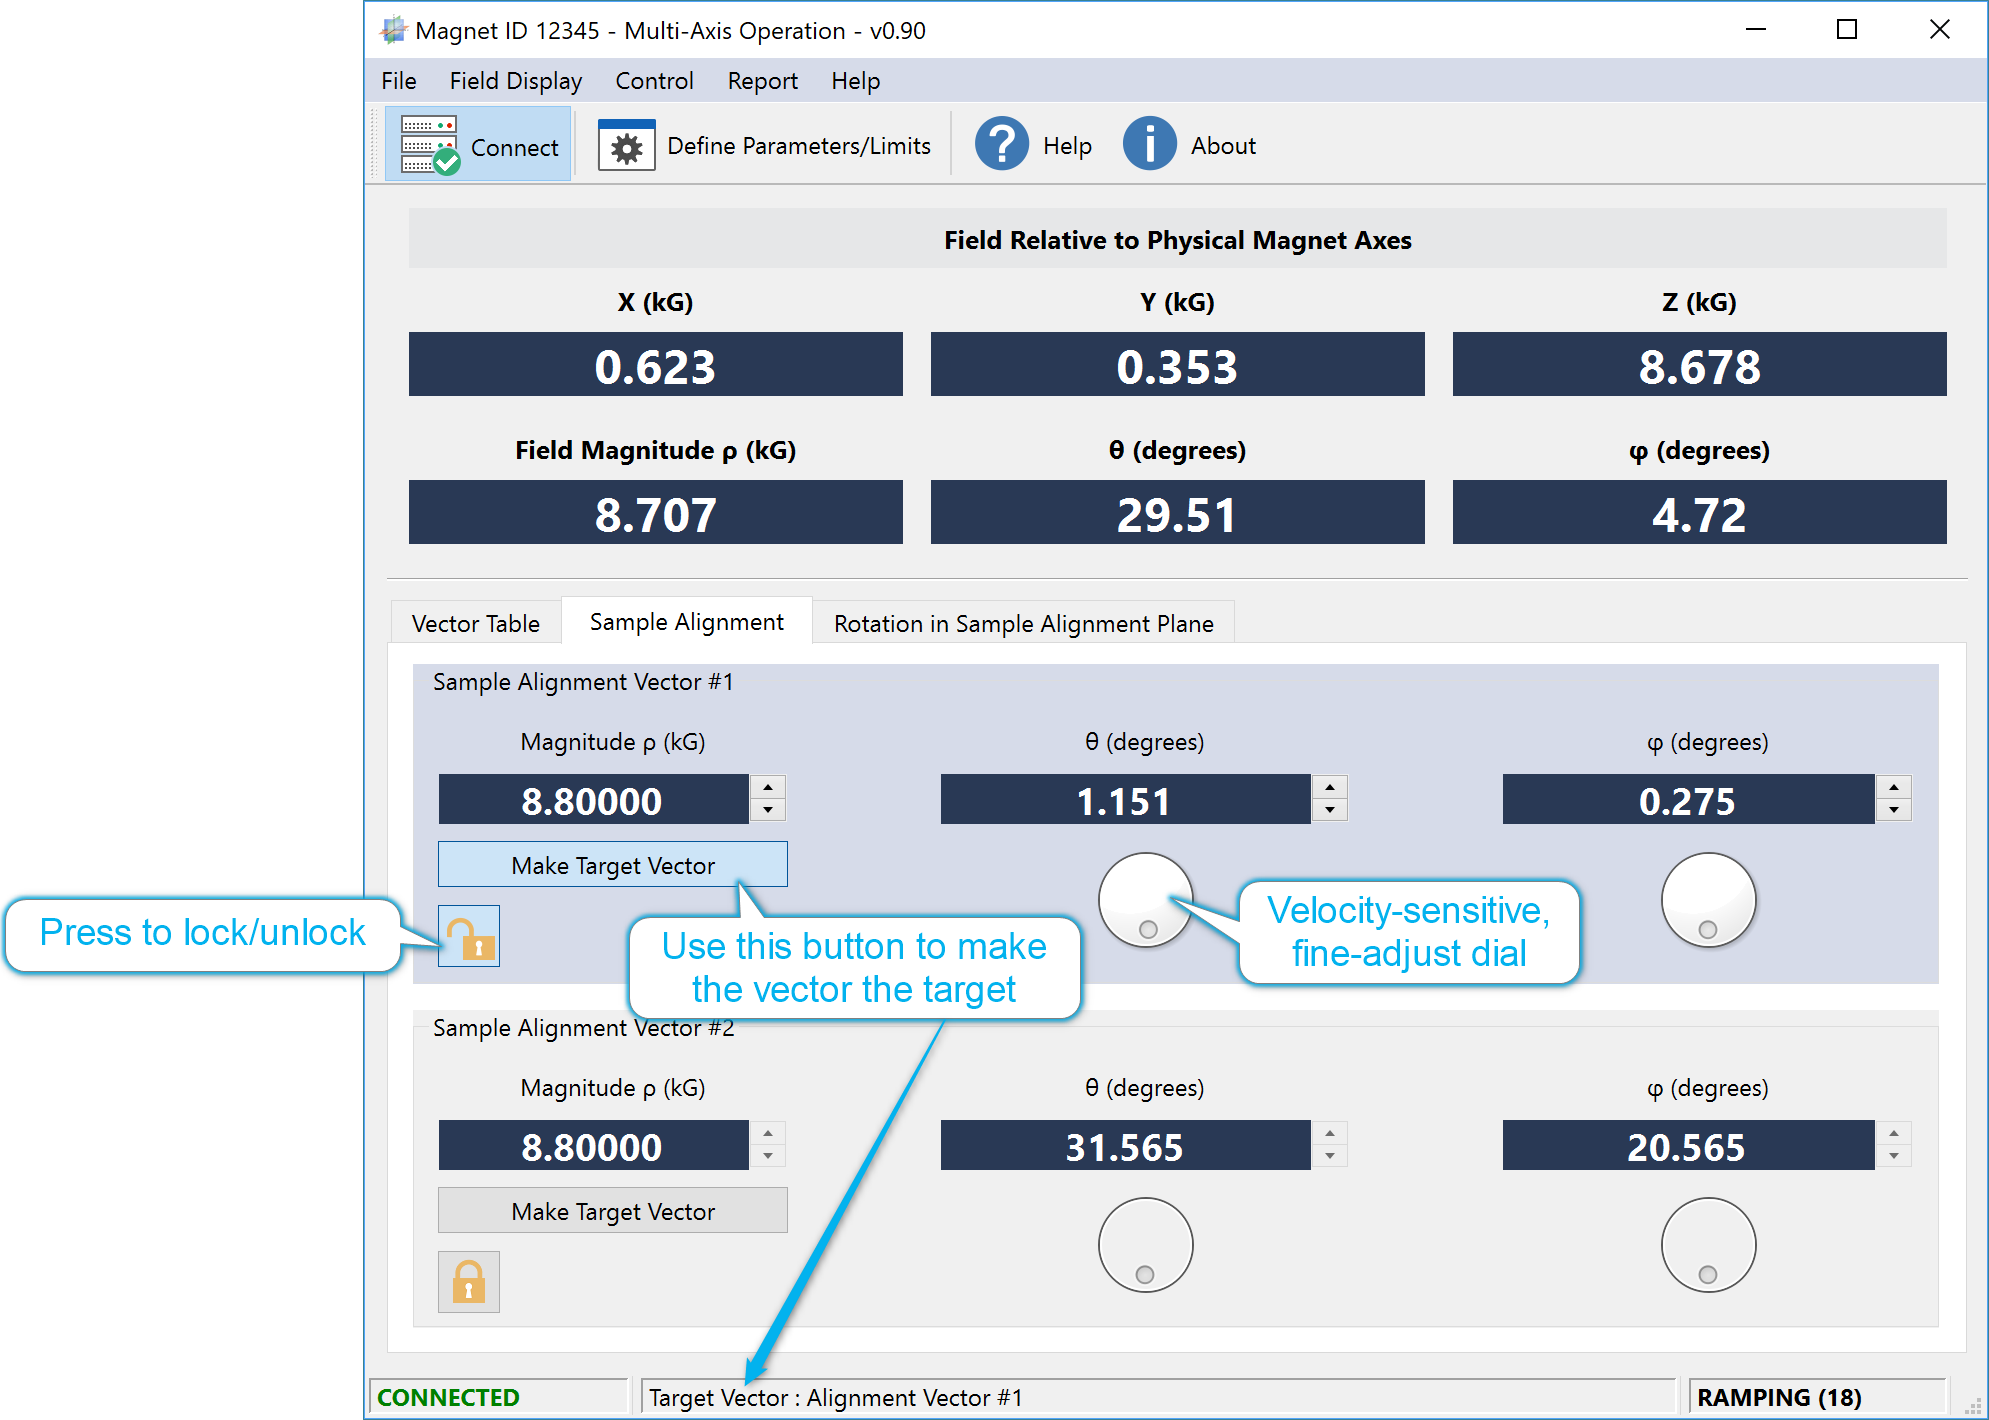 Magnet ID 12345 - Multi-Axis Operation - v0.90
File Field Display Control Report Help
Connect Define Parameters/Limits Help About
Field Relative to Physical Magnet Axes
X (kG) Y (kG) Z (kG)
0.623 0.353 8.678
Field Magnitude ρ (kG) θ (degrees) φ (degrees)
8.707 29.51 4.72
Vector Table Sample Alignment Rotation in Sample Alignment Plane
Sample Alignment Vector #1
Magnitude ρ (kG) θ (degrees) φ (degrees)
8.80000 1.151 0.275
Make Target Vector
Press to lock/unlock
Use this button to make
the vector the target
Velocity-sensitive,
fine-adjust dial
Sample Alignment Vector #2
Magnitude ρ (kG) θ (degrees) φ (degrees)
8.80000 31.565 20.565
Make Target Vector
CONNECTED Target Vector : Alignment Vector #1 RAMPING (18)